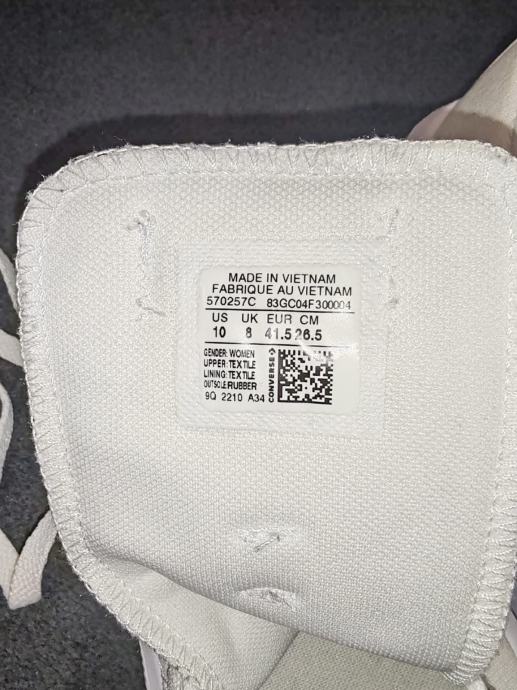 MADE IN VIETNAM
FABRIQUE AU VIETNAM
570257C 83GC04F300004
US UK EUR CM
10 8 41.5 26.5
GENDER: WOMEN
UPPER: TEXTILE
LINING: TEXTILE
OUTSOLE: RUBBER
9Q 2210 A34
CONVERSE